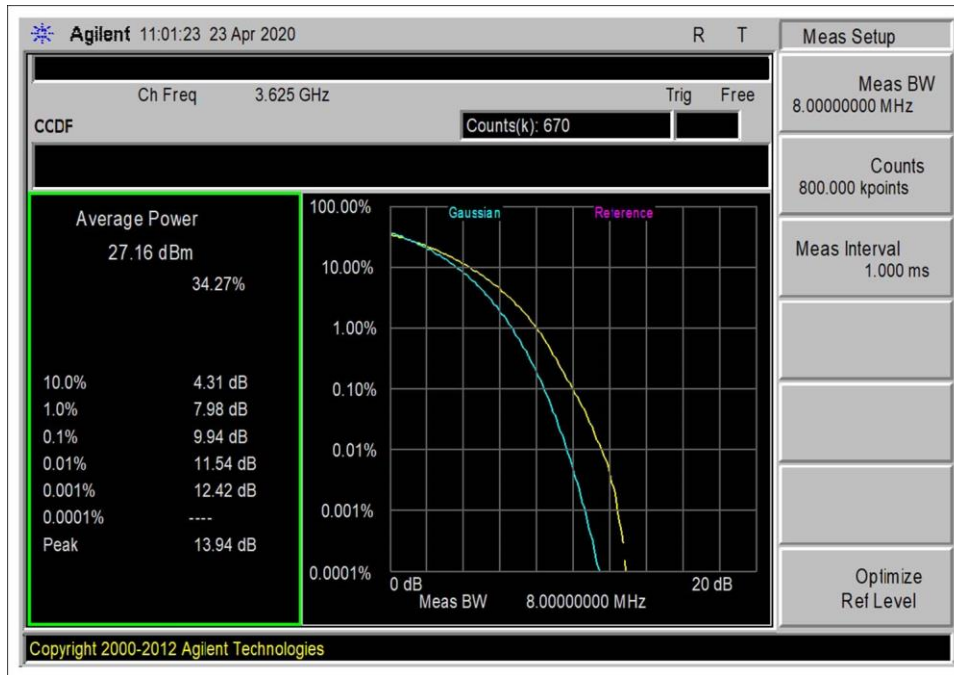 Agilent 11:01:23 23 Apr 2020 R T
Ch Freq 3.625 GHz Trig Free
CCDF Counts(k): 670
Average Power
27.16 dBm
34.27%
10.0% 4.31 dB
1.0% 7.98 dB
0.1% 9.94 dB
0.01% 11.54 dB
0.001% 12.42 dB
0.0001% ----
Peak 13.94 dB
100.00%
Gaussian Reference
10.00%
1.00%
0.10%
0.01%
0.001%
0.0001%
0 dB 20 dB
Meas BW 8.00000000 MHz
Meas Setup
Meas BW
8.00000000 MHz
Counts
800.000 kpoints
Meas Interval
1.000 ms
Optimize
Ref Level
Copyright 2000-2012 Agilent Technologies